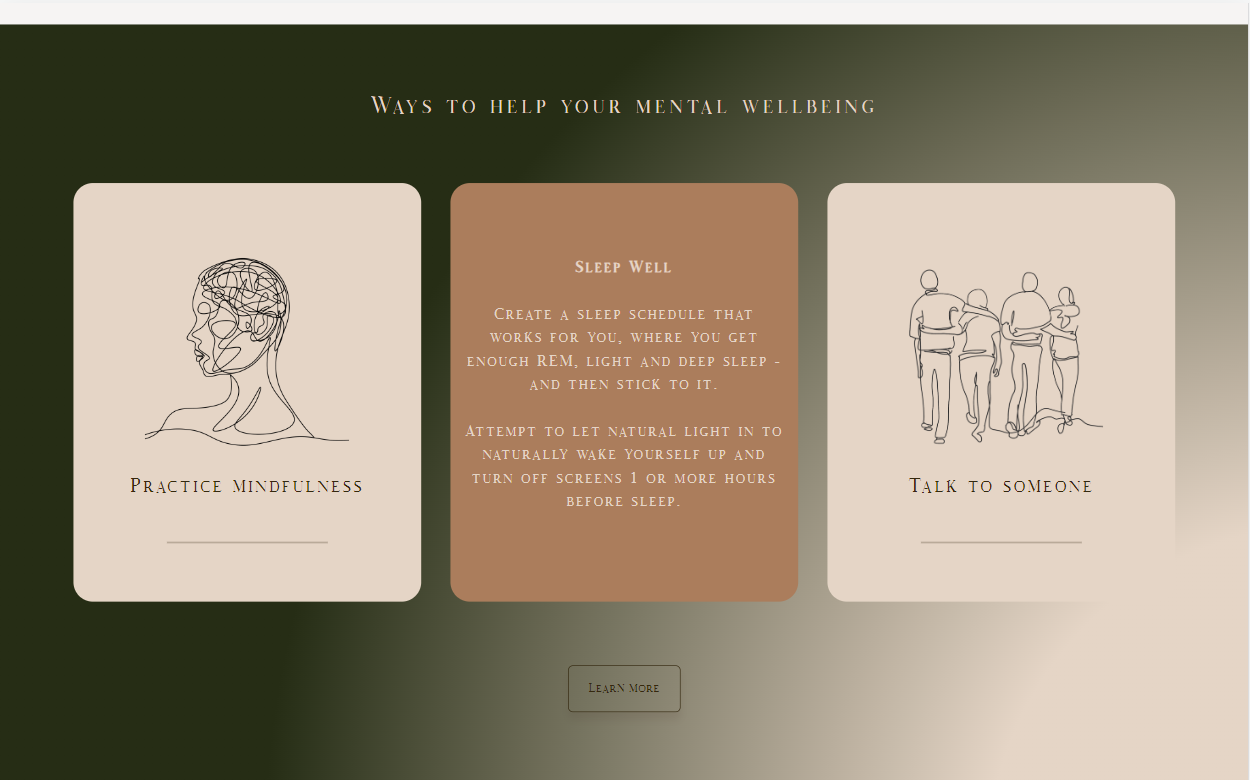 Ways to help your mental wellbeing
Practice mindfulness
Sleep Well
Create a sleep schedule that
works for you, where you get
enough REM, light and deep sleep -
and then stick to it.
Attempt to let natural light in to
naturally wake yourself up and
turn off screens 1 or more hours
before sleep.
Talk to someone
Learn More